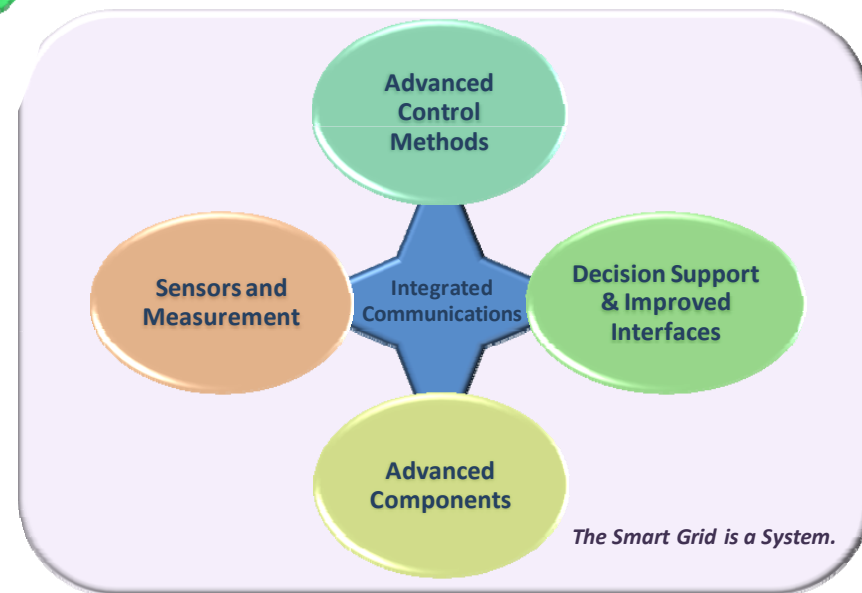 Advanced
Control
Methods
Sensors and
Measurement
Integrated
Communications
Decision Support
& Improved
Interfaces
Advanced
Components
The Smart Grid is a System.